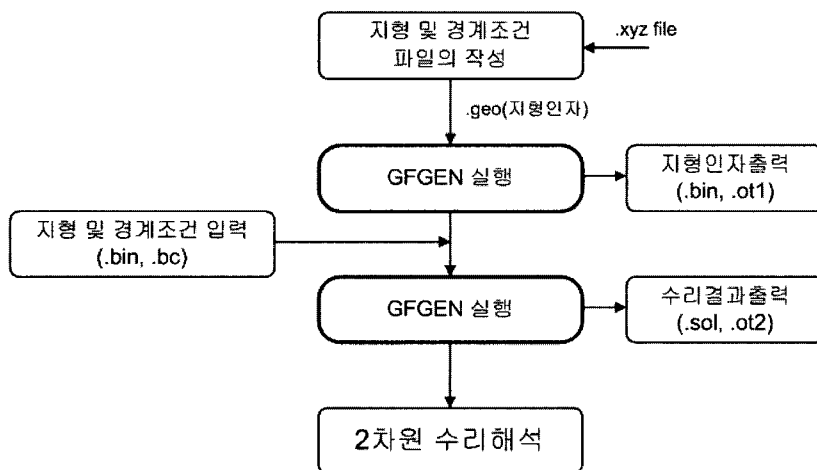 지형 및 경계조건
파일의 작성
.xyz file
.geo(지형인자)
GFGEN 실행
지형인자출력
(.bin, .ot1)
지형 및 경계조건 입력
(.bin, .bc)
GFGEN 실행
수리결과출력
(.sol, .ot2)
2차원 수리해석